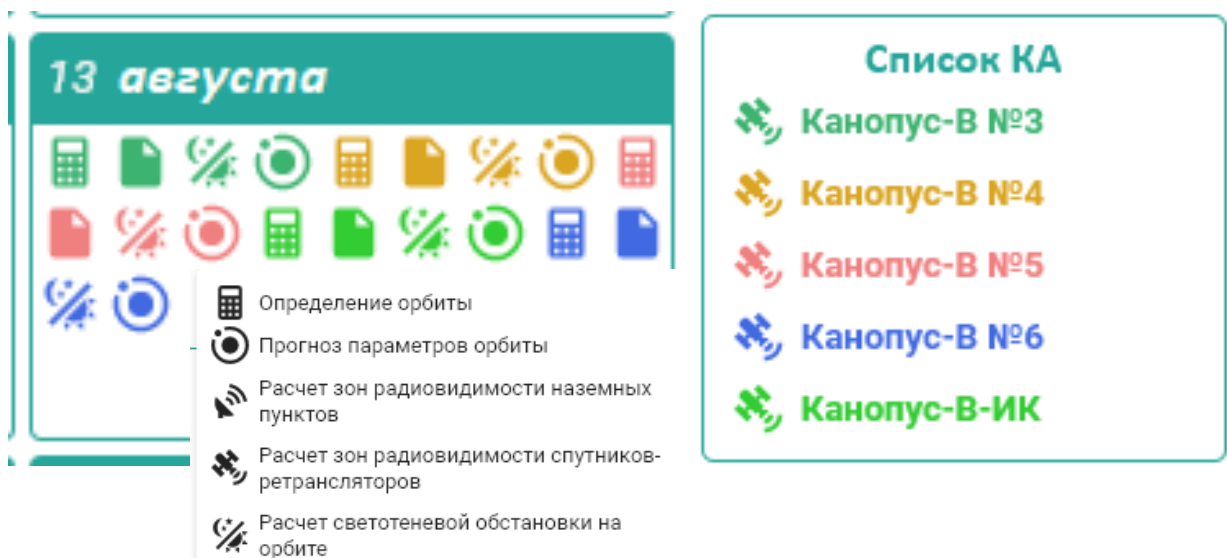 13 августа
Определение орбиты
Прогноз параметров орбиты
Расчет зон радиовидимости наземных
пунктов
Расчет зон радиовидимости спутников-
ретрансляторов
Расчет светотеневой обстановки на
орбите
Список КА
Канопус-В №3
Канопус-В №4
Канопус-В №5
Канопус-В №6
Канопус-В-ИК